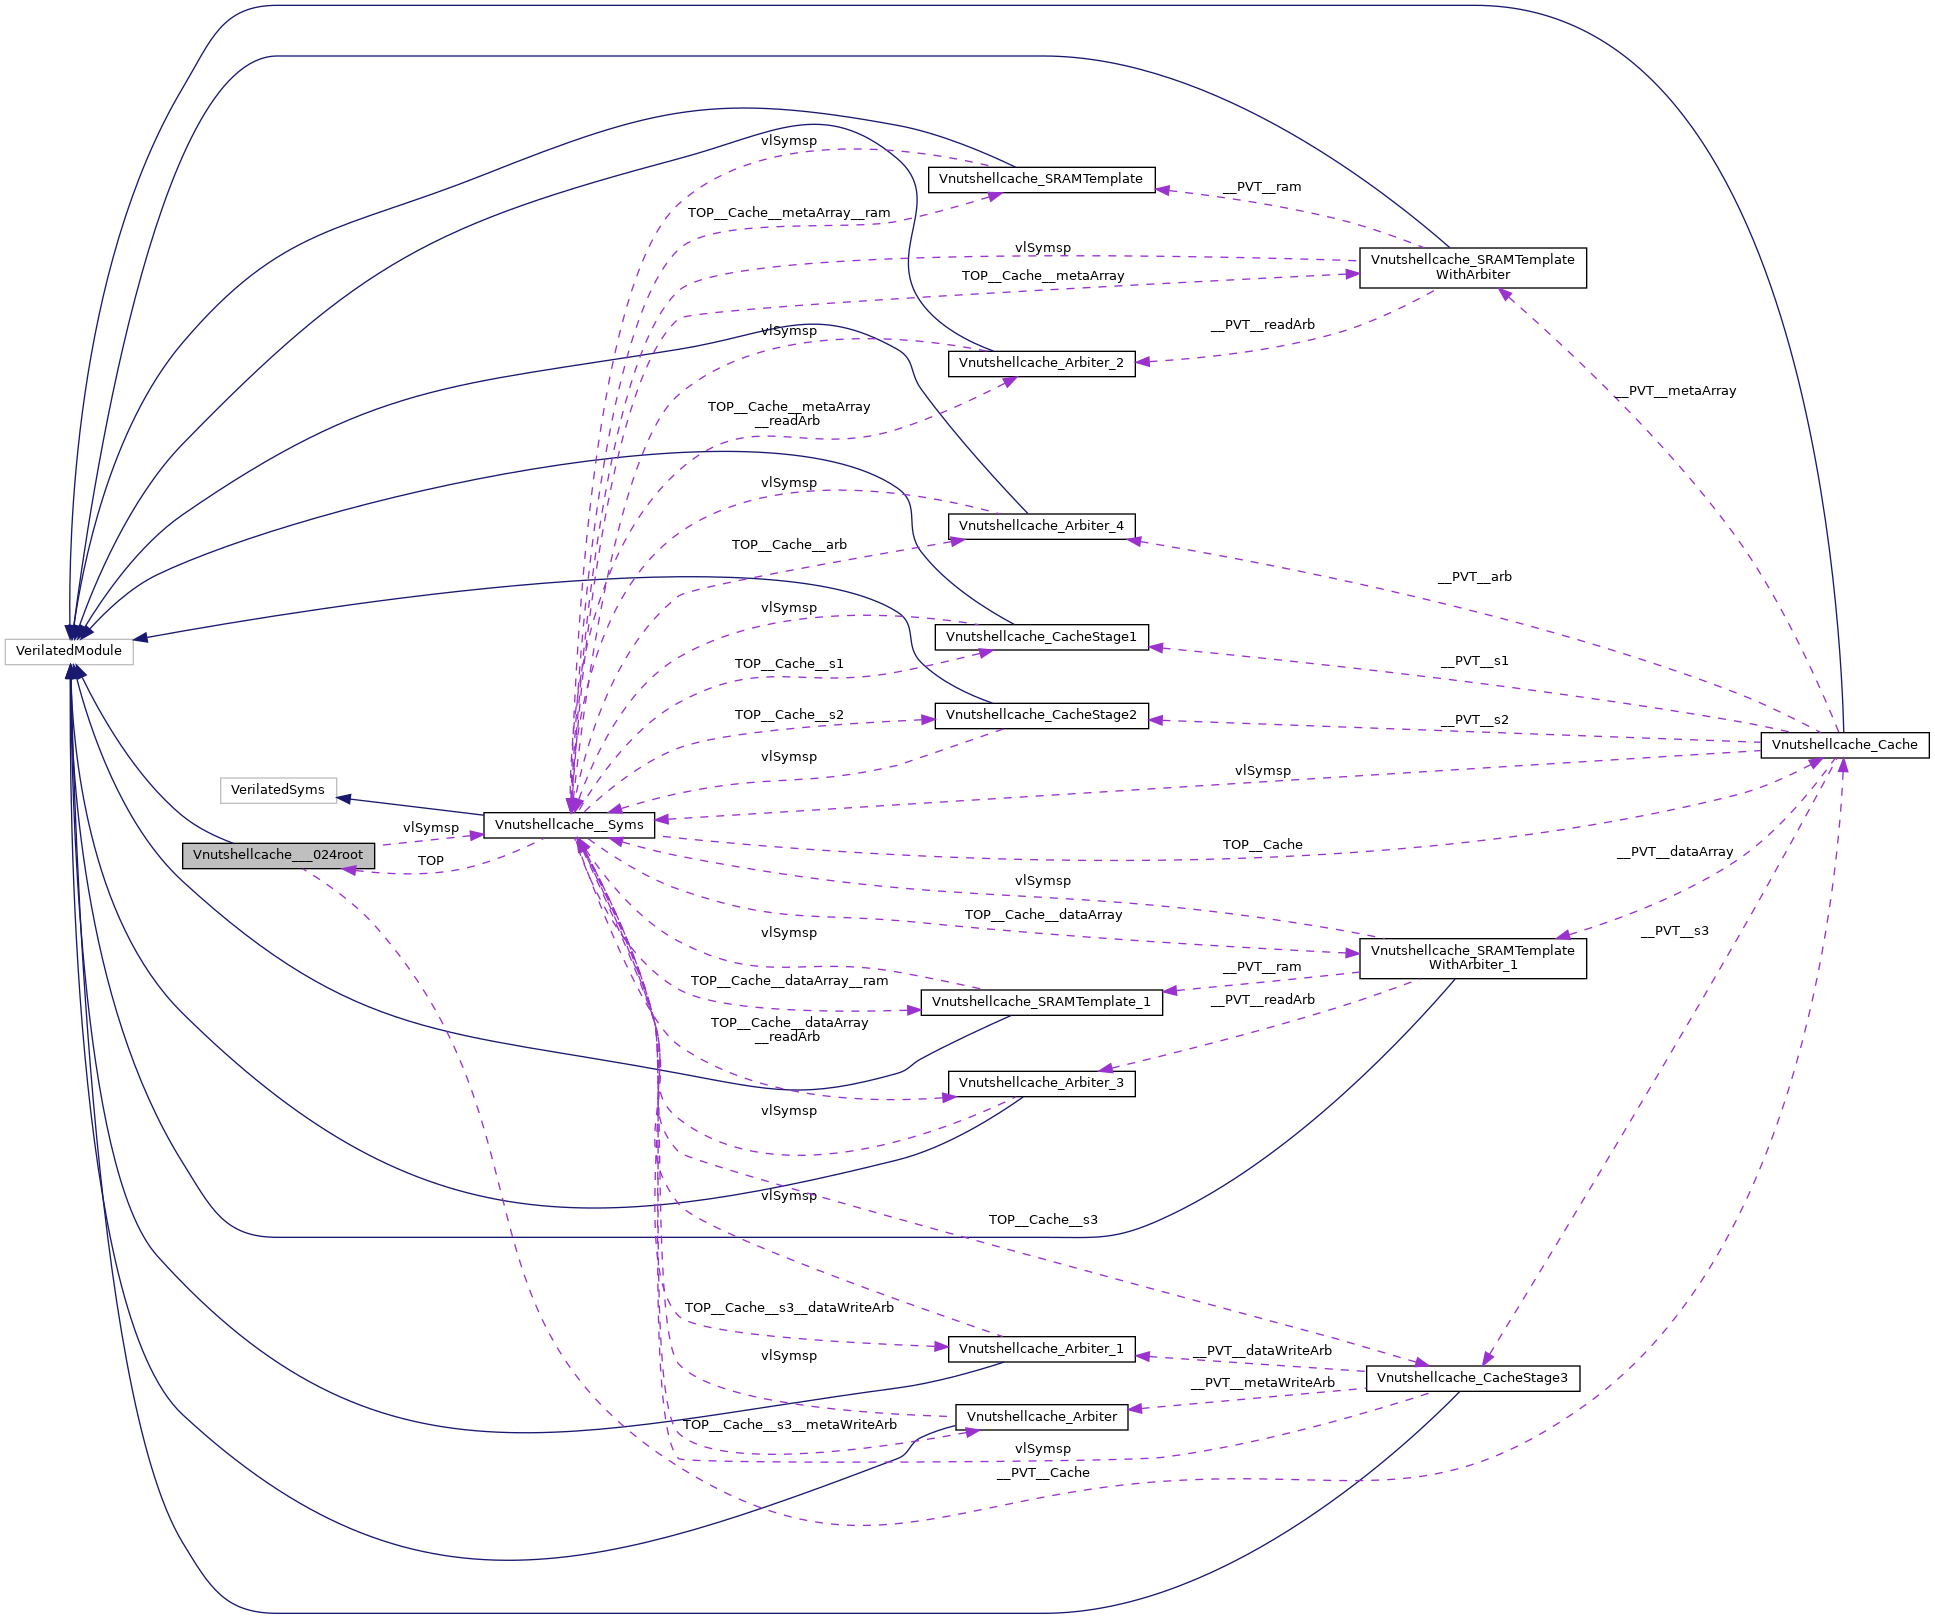 vlSymsp
Vnutshellcache_SRAMTemplate
__PVT__ram
TOP__Cache__metaArray__ram
vlSymsp
Vnutshellcache_SRAMTemplate
WithArbiter
TOP__Cache__metaArray
__PVT__readArb
vlSymsp
Vnutshellcache_Arbiter_2
__PVT__metaArray
TOP__Cache__metaArray
__readArb
vlSymsp
Vnutshellcache_Arbiter_4
TOP__Cache__arb
__PVT__arb
vlSymsp
Vnutshellcache_CacheStage1
VerilatedModule
TOP__Cache__s1
__PVT__s1
TOP__Cache__s2
Vnutshellcache_CacheStage2
__PVT__s2
Vnutshellcache_Cache
vlSymsp
vlSymsp
VerilatedSyms
Vnutshellcache__Syms
vlSymsp
TOP__Cache
Vnutshellcache___024root
TOP
__PVT__dataArray
vlSymsp
TOP__Cache__dataArray
vlSymsp
__PVT__s3
Vnutshellcache_SRAMTemplate
WithArbiter_1
__PVT__ram
TOP__Cache__dataArray__ram
Vnutshellcache_SRAMTemplate_1
__PVT__readArb
TOP__Cache__dataArray
__readArb
Vnutshellcache_Arbiter_3
vlSymsp
vlSymsp
TOP__Cache__s3
TOP__Cache__s3__dataWriteArb
Vnutshellcache_Arbiter_1
__PVT__dataWriteArb
vlSymsp
Vnutshellcache_CacheStage3
__PVT__metaWriteArb
Vnutshellcache_Arbiter
TOP__Cache__s3__metaWriteArb
vlSymsp
__PVT__Cache